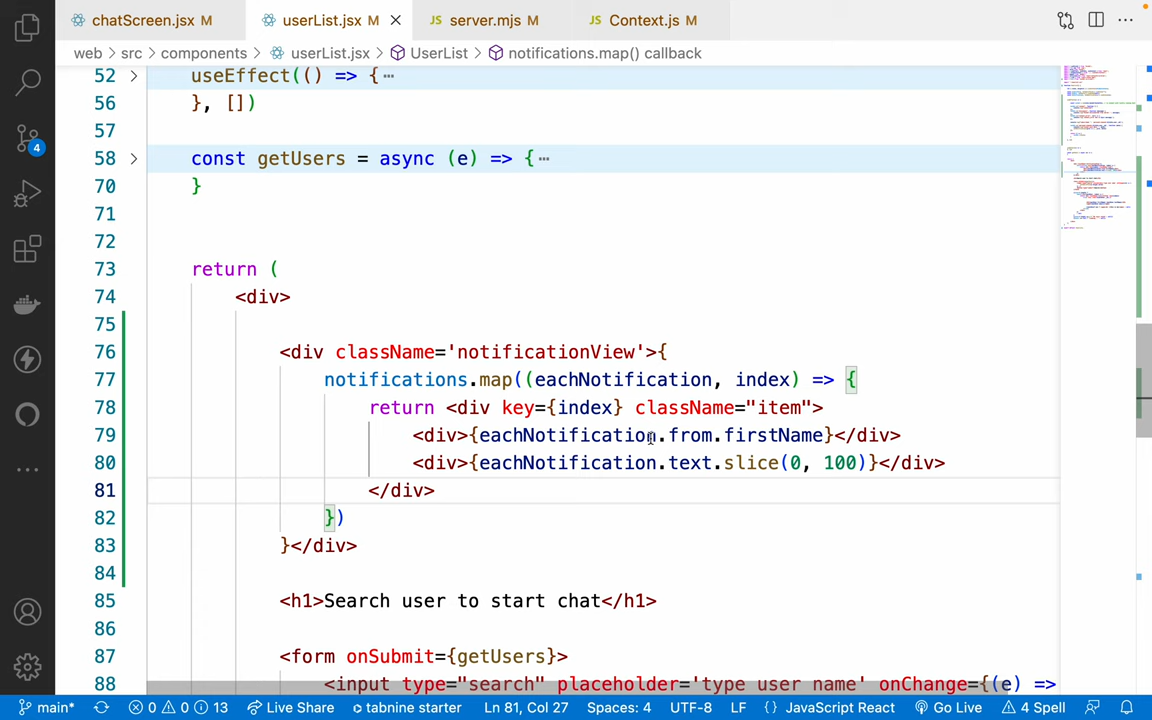 chatScreen.jsx M
userList.jsx M
JS server.mjs M
JS Context.js M
web > src > components > userList.jsx > UserList > notifications.map() callback
52 > useEffect(() => {…
56 }, [])
57
58 > const getUsers = async (e) => {…
70 }
71
72
73 return (
74 <div>
75
76 <div className='notificationView'>{
77 notifications.map((eachNotification, index) => {
78 return <div key={index} className="item">
79 <div>{eachNotification.from.firstName}</div>
80 <div>{eachNotification.text.slice(0, 100)}</div>
81 </div>
82 })
83 }</div>
84
85 <h1>Search user to start chat</h1>
86
87 <form onSubmit={getUsers}>
88 <input type="search" placeholder='type user name' onChange={(e) =>
4
main* 0 0 13 Live Share tabnine starter Ln 81, Col 27 Spaces: 4 UTF-8 LF {} JavaScript React Go Live 4 Spell